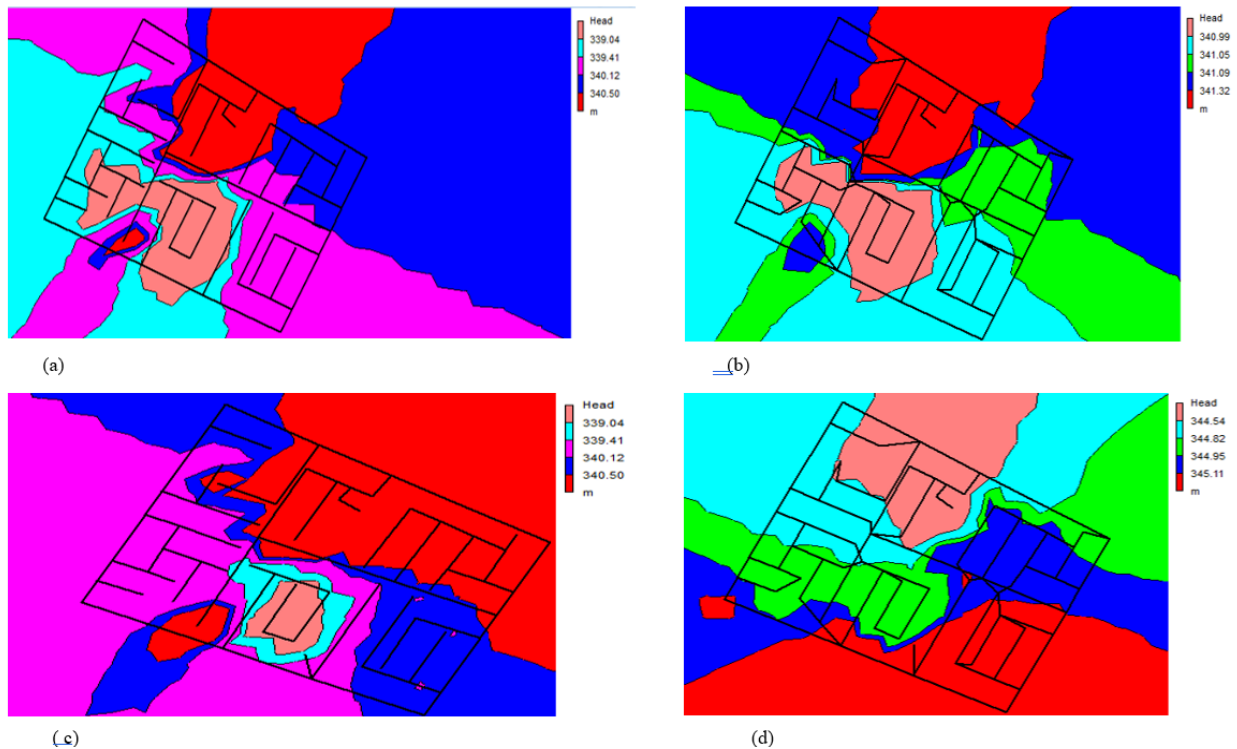 Head
339.04
339.41
340.12
340.50
m
(a)
Head
340.99
341.05
341.09
341.32
m
(b)
Head
339.04
339.41
340.12
340.50
m
( c)
Head
344.54
344.82
344.95
345.11
m
(d)